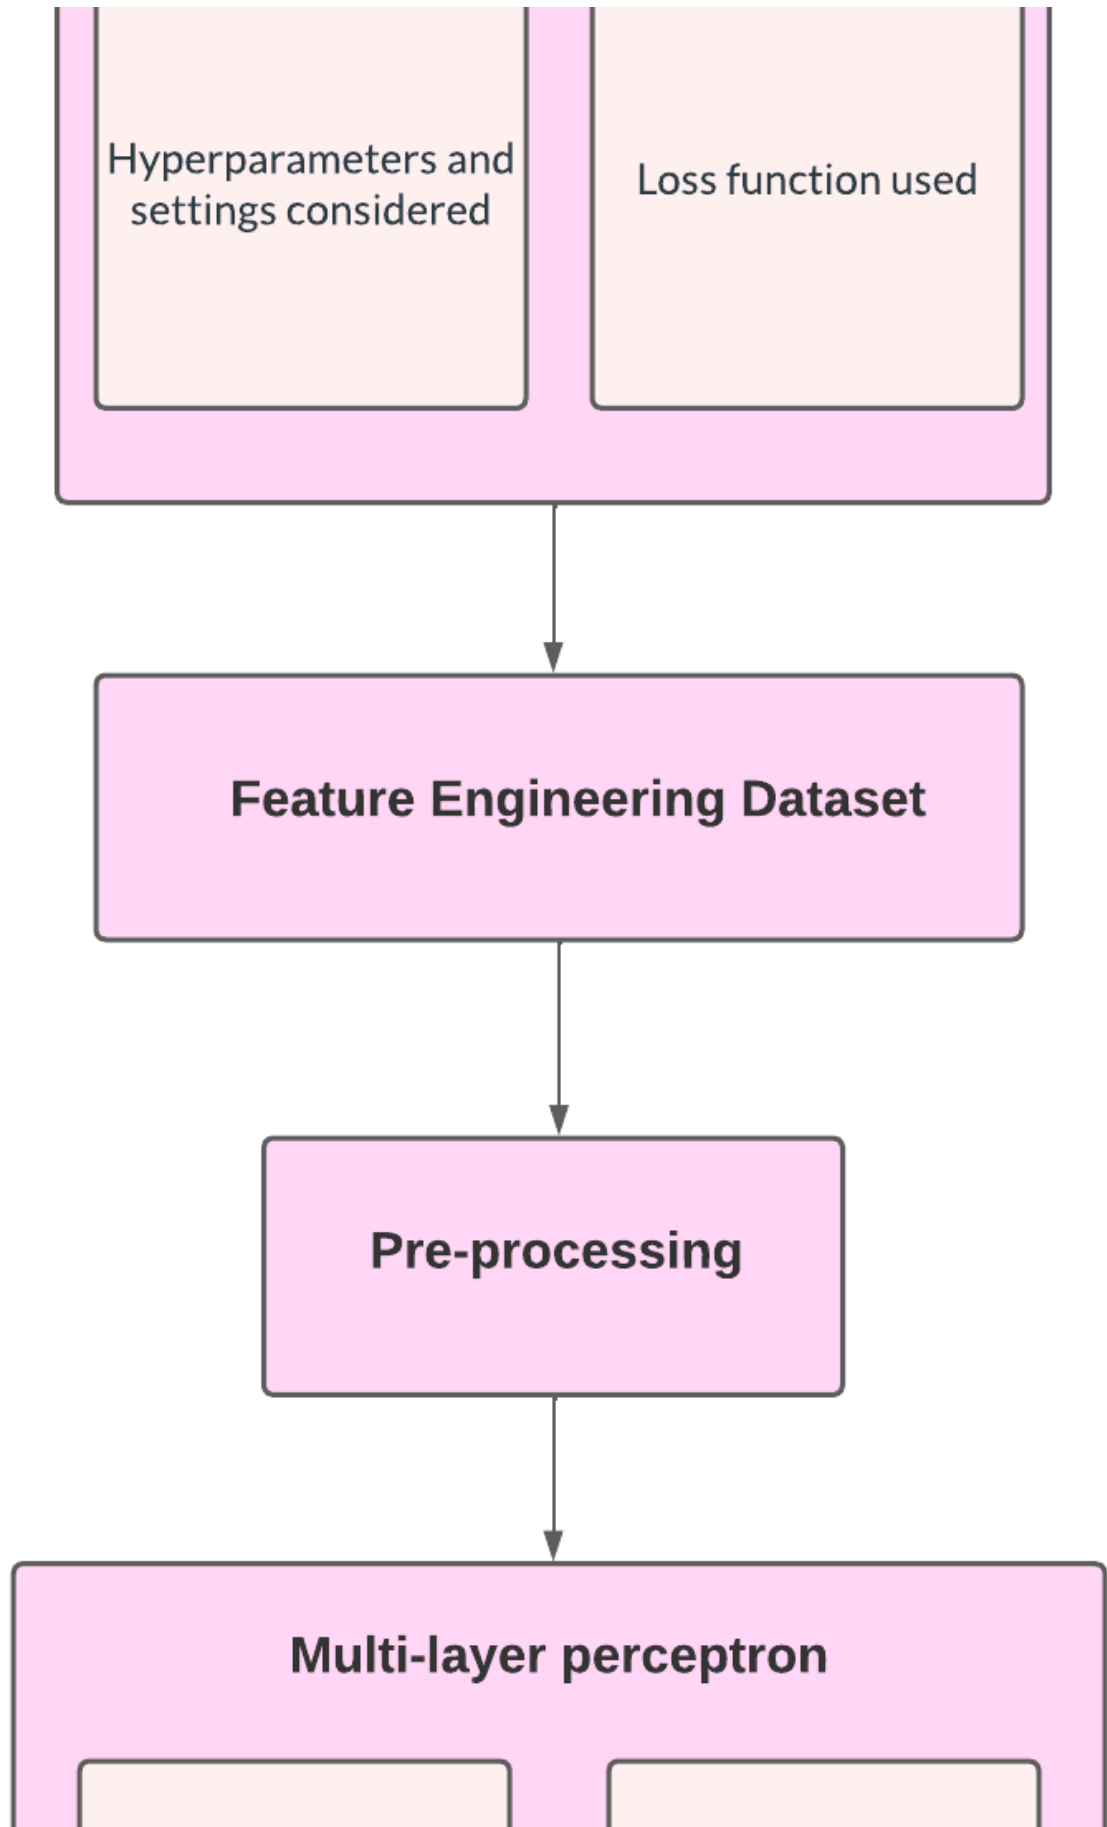 Hyperparameters and
settings considered
Loss function used
Feature Engineering Dataset
Pre-processing
Multi-layer perceptron